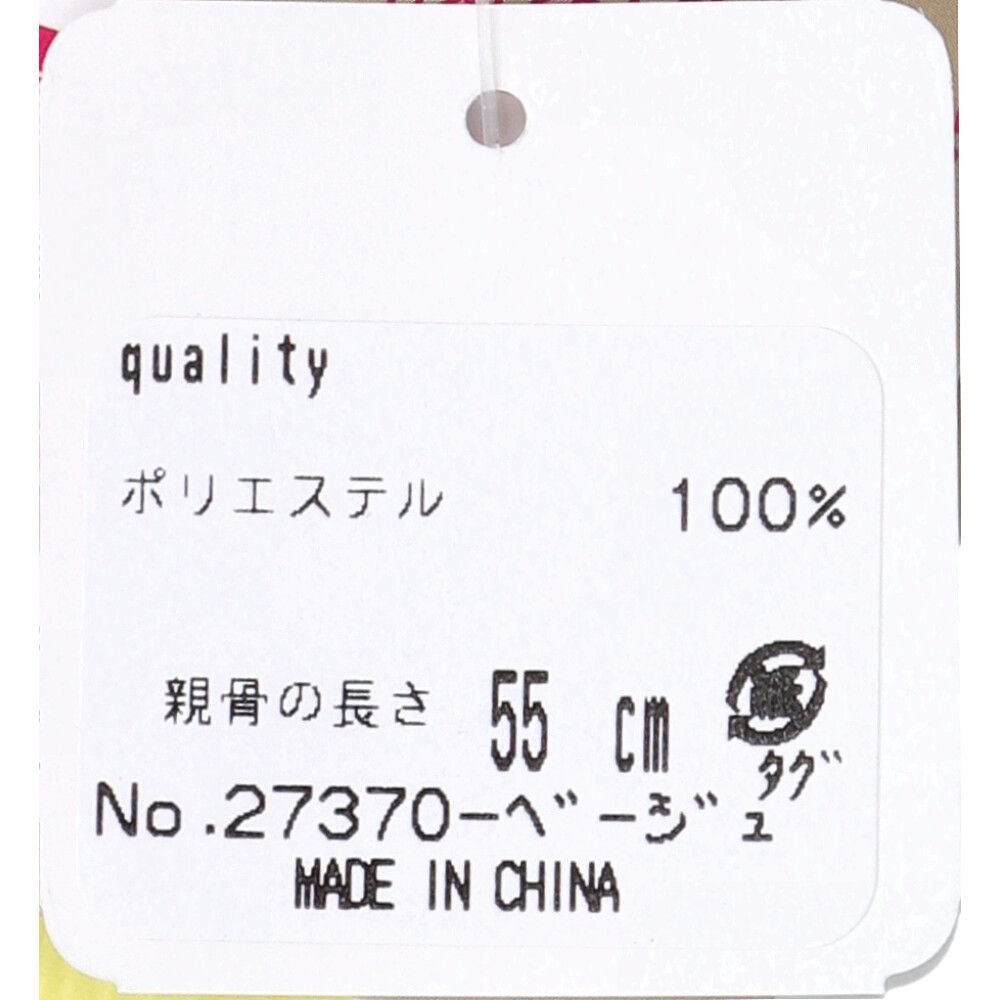 quality
ポリエステル 100%
親骨の長さ 55 cm
タグ
No.27370-ベージュ
MADE IN CHINA